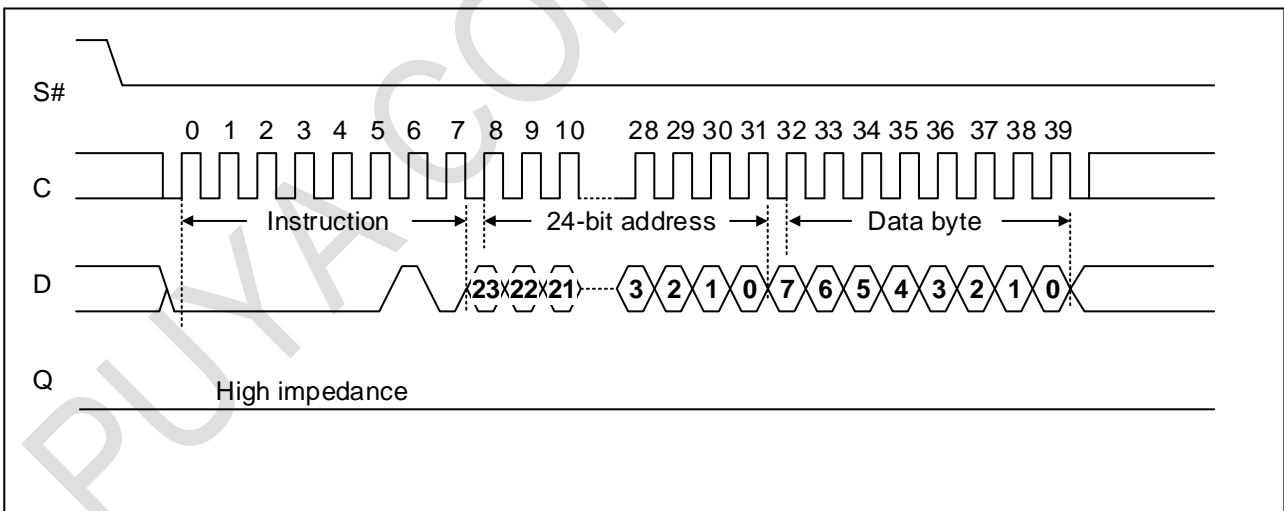 S#
0 1 2 3 4 5 6 7 8 9 10 28 29 30 31 32 33 34 35 36 37 38 39
C
Instruction 24-bit address Data byte
D
23 22 21 3 2 1 0 7 6 5 4 3 2 1 0
Q
High impedance
PUYA CON